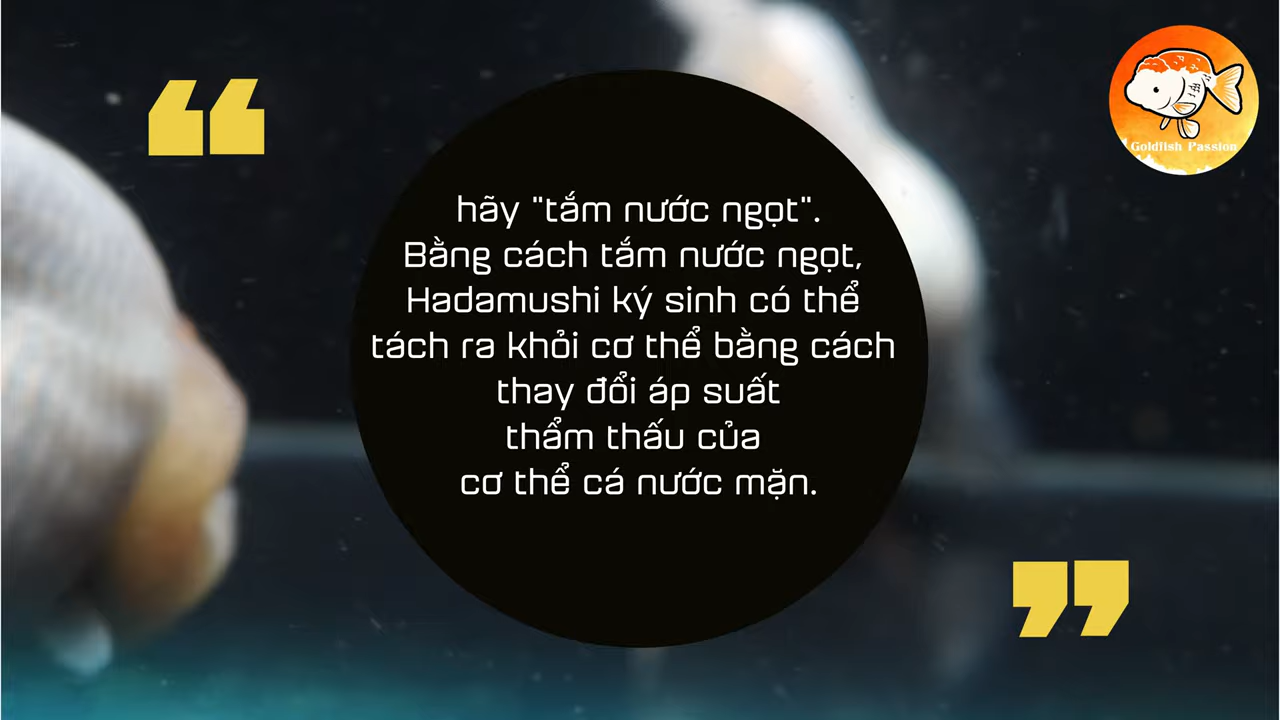 Goldfish Passion
hãy "tắm nước ngọt".
Bằng cách tắm nước ngọt,
Hadamushi ký sinh có thể
tách ra khỏi cơ thể bằng cách
thay đổi áp suất
thẩm thấu của
cơ thể cá nước mặn.